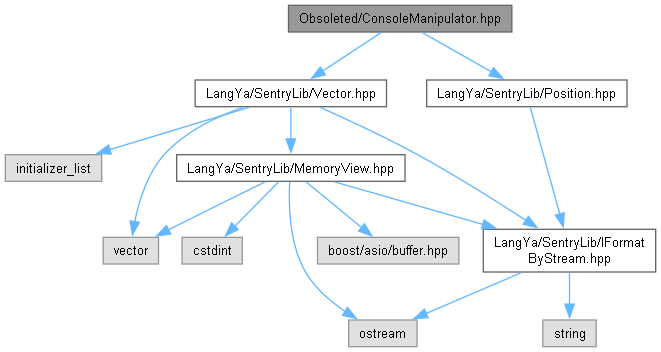 Obsoleted/ConsoleManipulator.hpp
LangYa/SentryLib/Vector.hpp
LangYa/SentryLib/Position.hpp
initializer_list
LangYa/SentryLib/MemoryView.hpp
vector
cstdint
boost/asio/buffer.hpp
LangYa/SentryLib/IFormat
ByStream.hpp
ostream
string